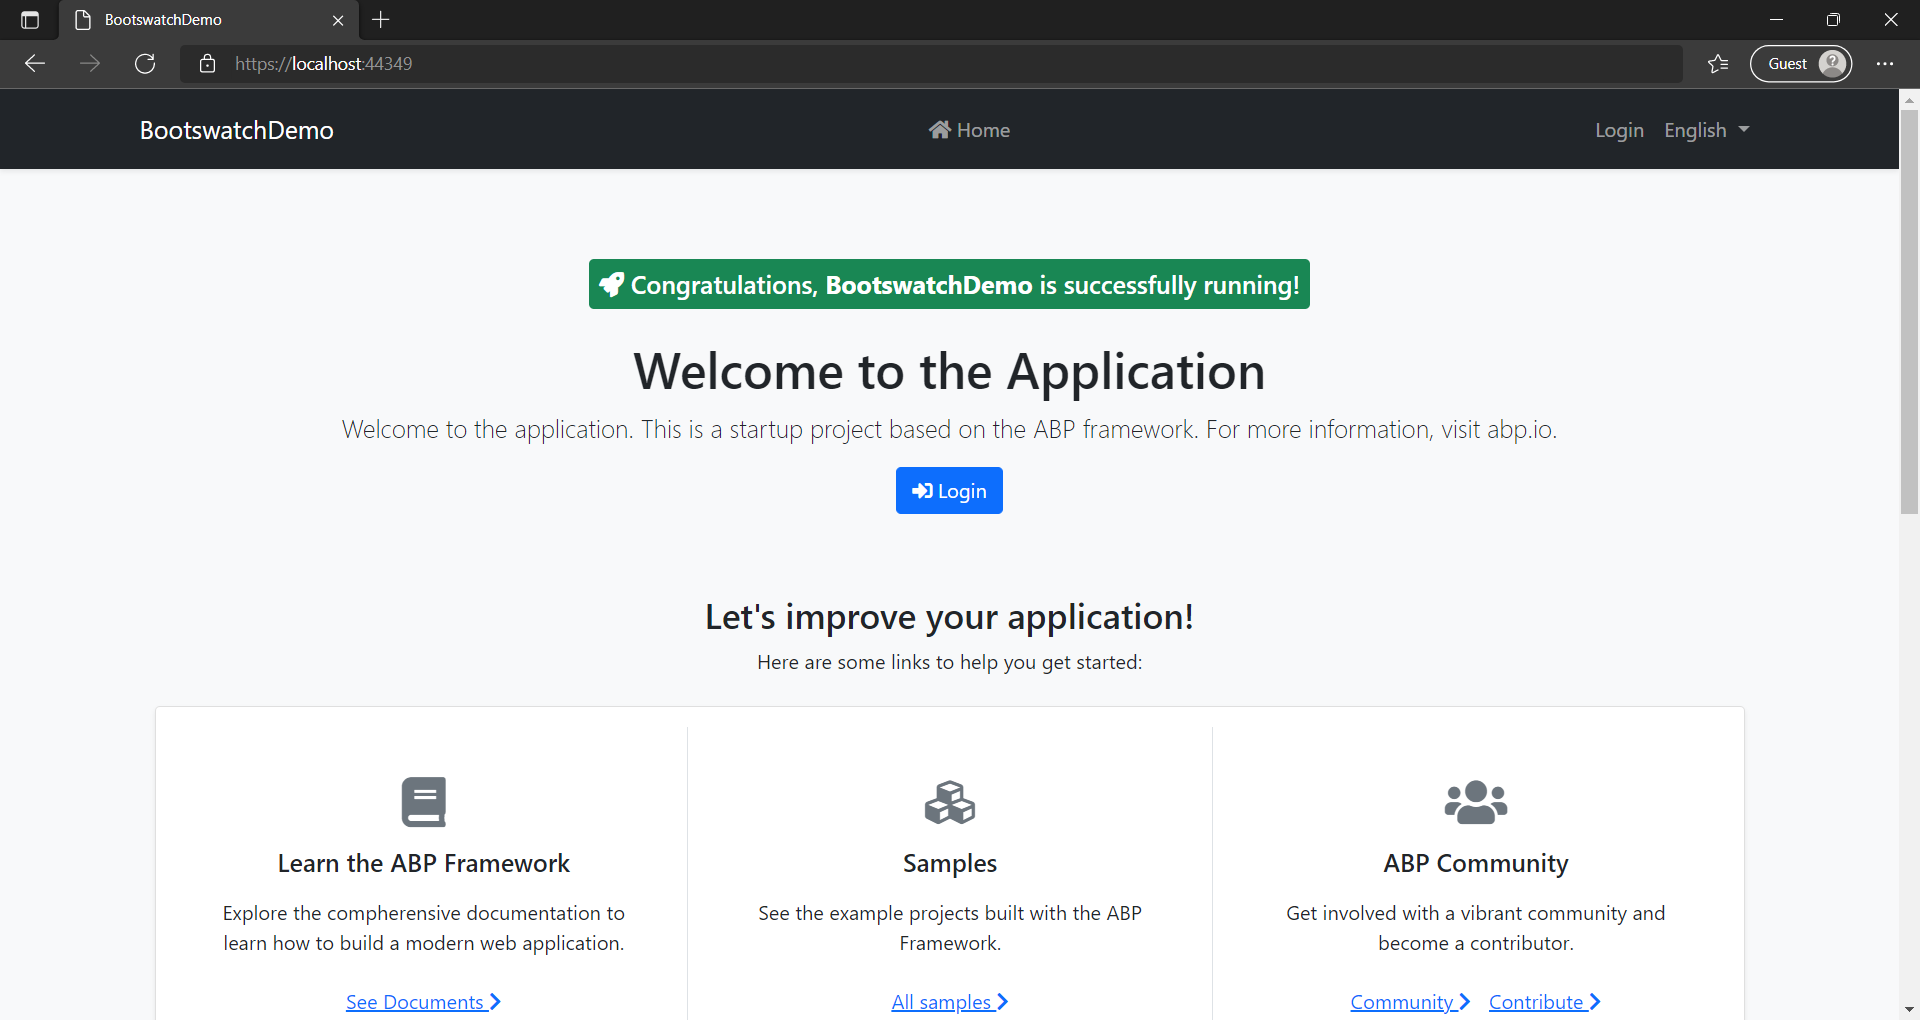 BootswatchDemo
https://localhost:44349
Guest
BootswatchDemo
Home
Login
English
Congratulations, BootswatchDemo is successfully running!
Welcome to the Application
Welcome to the application. This is a startup project based on the ABP framework. For more information, visit abp.io.
Login
Let's improve your application!
Here are some links to help you get started:
Learn the ABP Framework
Explore the compherensive documentation to
learn how to build a modern web application.
See Documents
Samples
See the example projects built with the ABP
Framework.
All samples
ABP Community
Get involved with a vibrant community and
become a contributor.
Community
Contribute